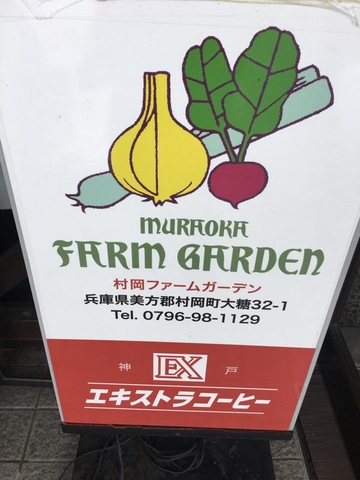 MURAOKA
FARM GARDEN
村岡ファームガーデン
兵庫県美方郡村岡町大糠32-1
Tel. 0796-98-1129
神 EX 戸
エキストラコーヒー